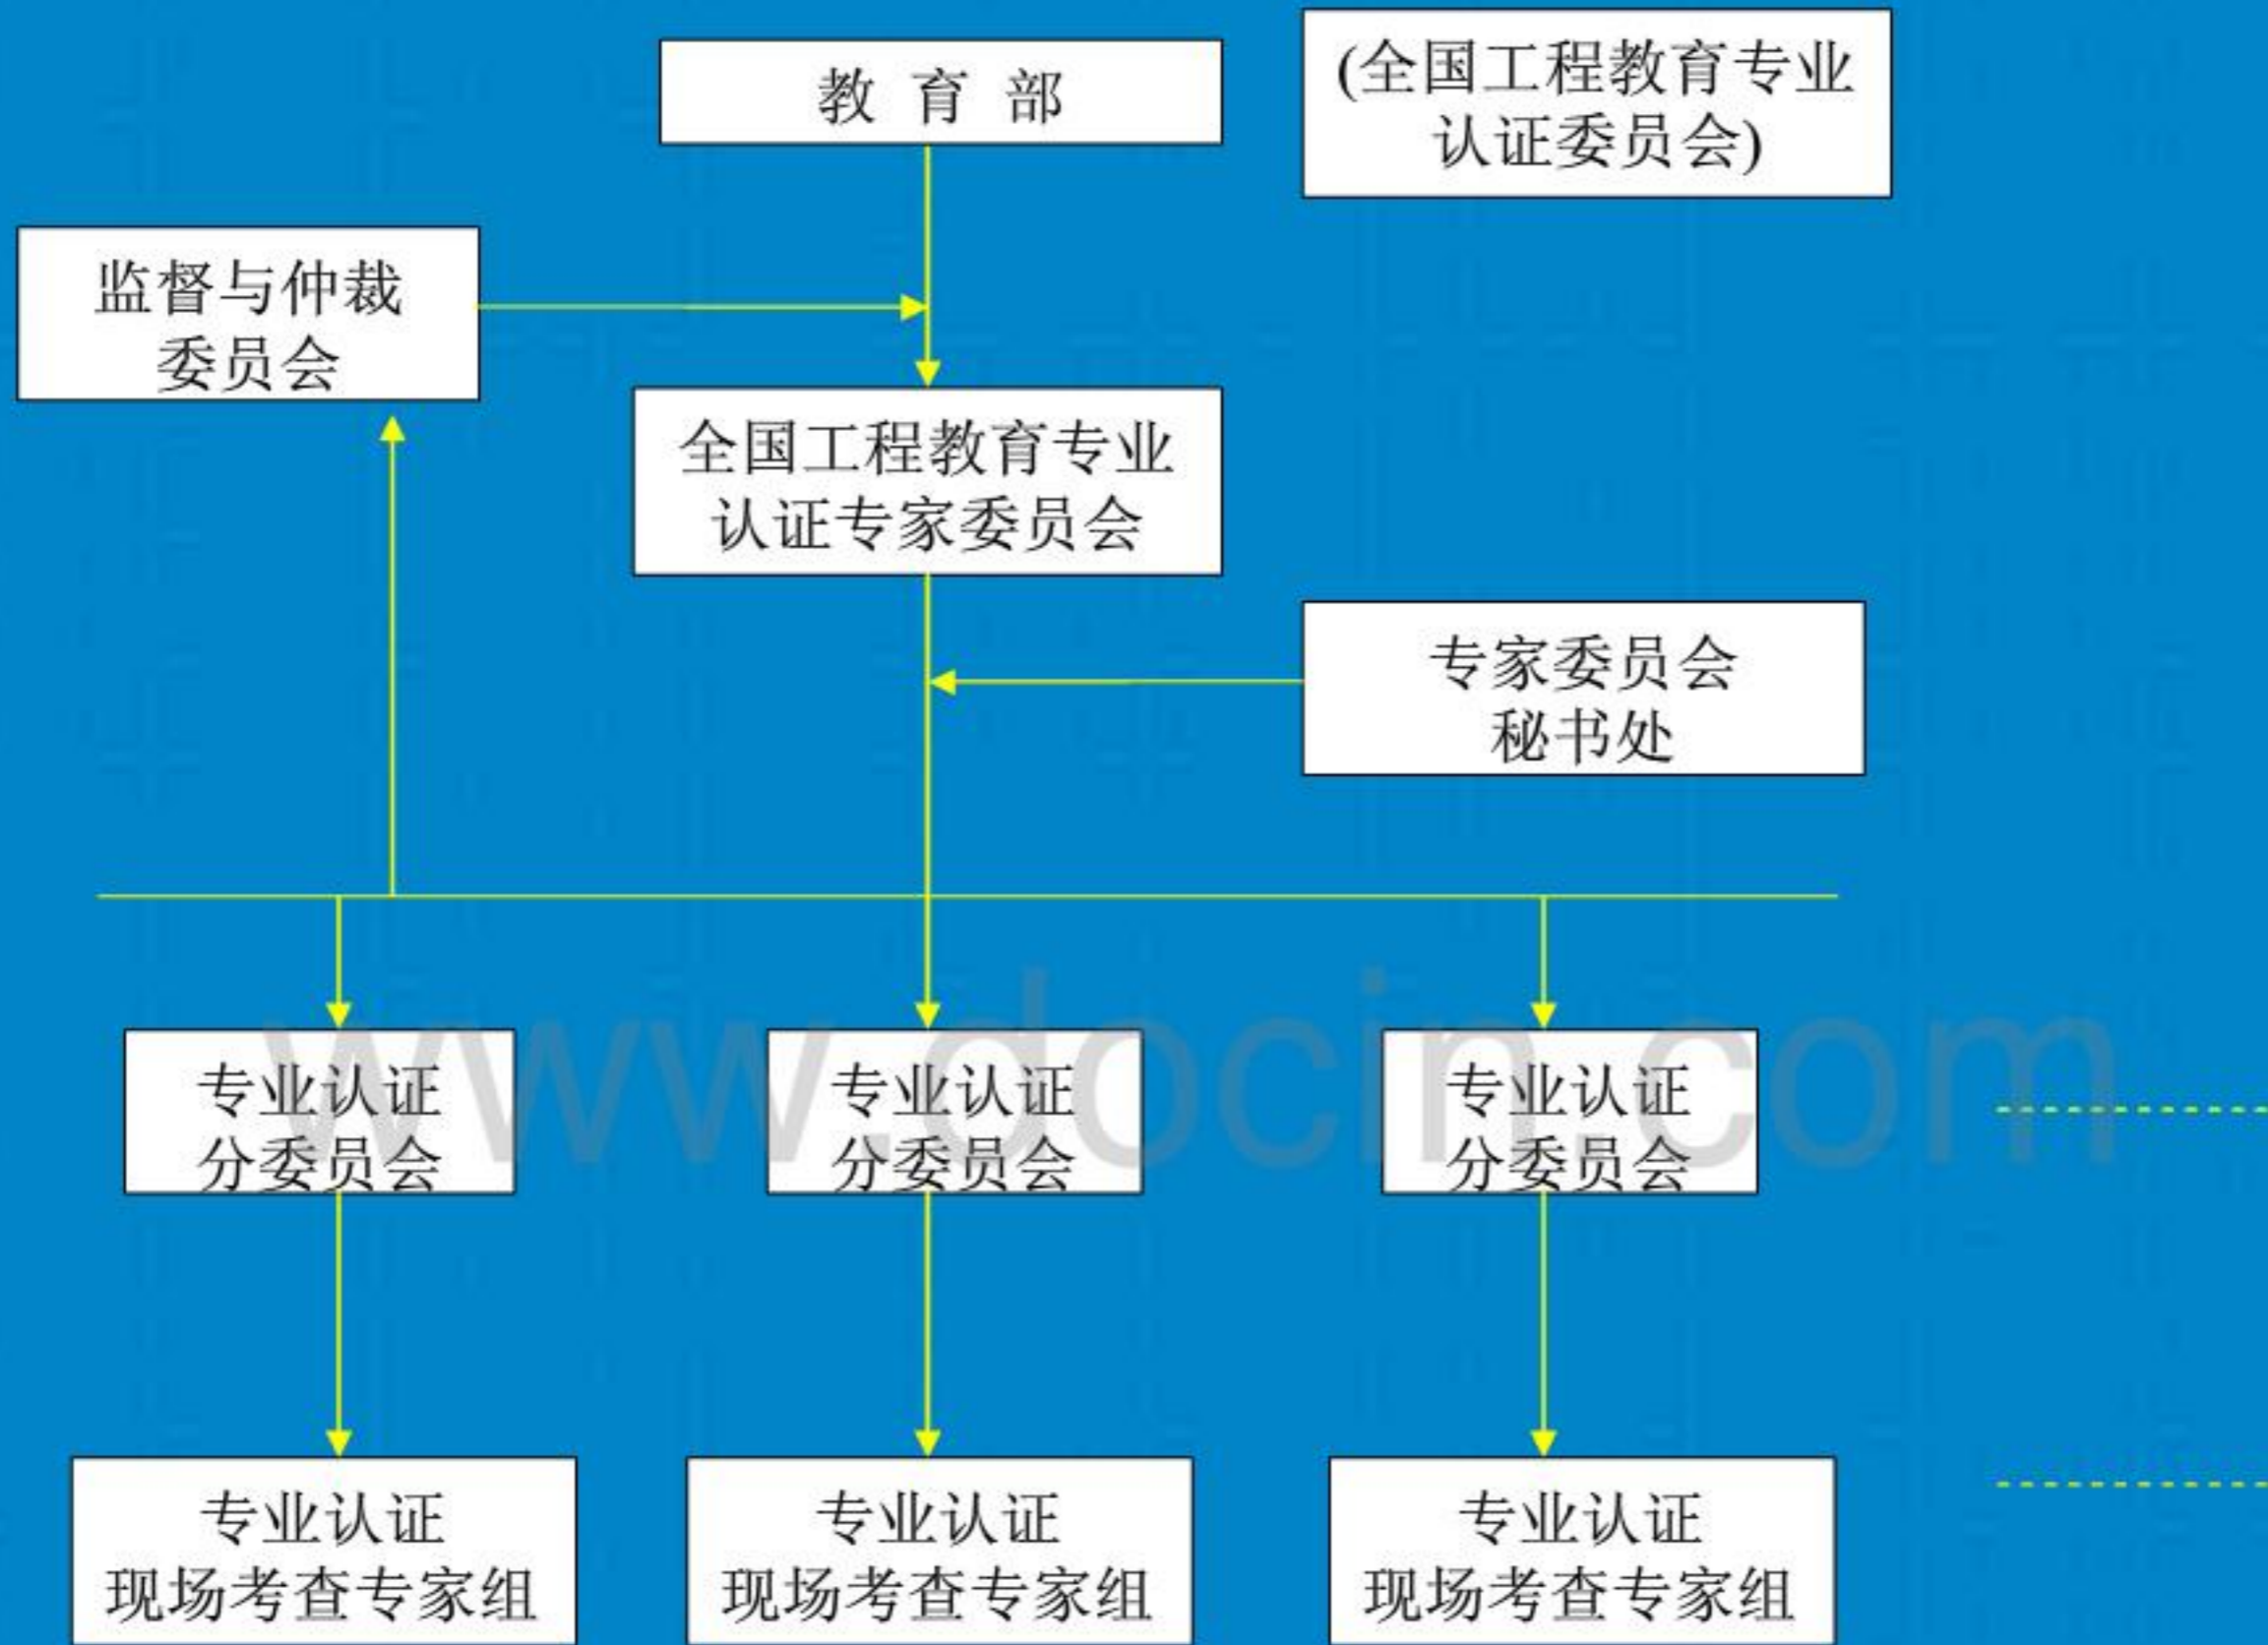 教 育 部
(全国工程教育专业
认证委员会)
监督与仲裁
委员会
全国工程教育专业
认证专家委员会
专家委员会
秘书处
专业认证
分委员会
专业认证
分委员会
专业认证
分委员会
www.docin.com
专业认证
现场考查专家组
专业认证
现场考查专家组
专业认证
现场考查专家组